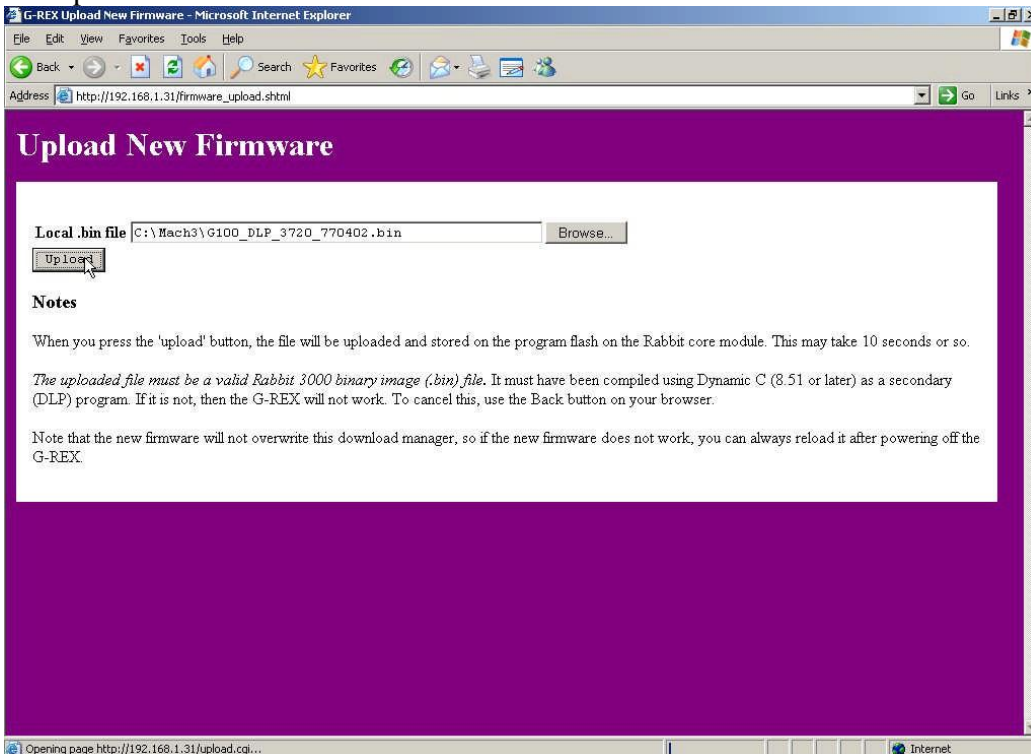 G-REX Upload New Firmware - Microsoft Internet Explorer
File Edit View Favorites Tools Help
Back Search Favorites
Address http://192.168.1.31/firmware_upload.shtml Go Links
Upload New Firmware
Local .bin file C:\Mach3\G100_DLP_3720_770402.bin Browse...
Upload
Notes
When you press the 'upload' button, the file will be uploaded and stored on the program flash on the Rabbit core module. This may take 10 seconds or so.
The uploaded file must be a valid Rabbit 3000 binary image (.bin) file. It must have been compiled using Dynamic C (8.51 or later) as a secondary
(DLP) program. If it is not, then the G-REX will not work. To cancel this, use the Back button on your browser.
Note that the new firmware will not overwrite this download manager, so if the new firmware does not work, you can always reload it after powering off the
G-REX.
Opening page http://192.168.1.31/upload.cgi... Internet